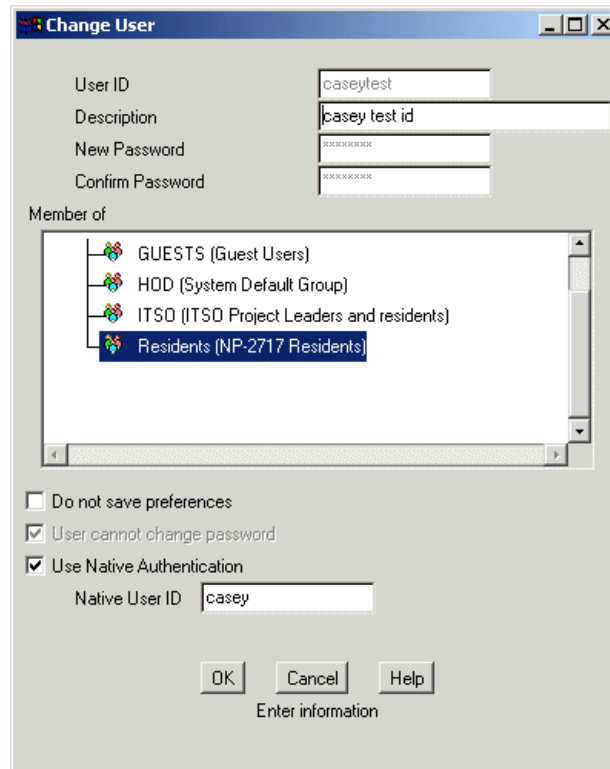 Change User
User ID caseytest
Description casey test id
New Password ********
Confirm Password ********
Member of
GUESTS (Guest Users)
HOD (System Default Group)
ITSO (ITSO Project Leaders and residents)
Residents (NP-2717 Residents)
Do not save preferences
User cannot change password
Use Native Authentication
Native User ID casey
OK Cancel Help
Enter information